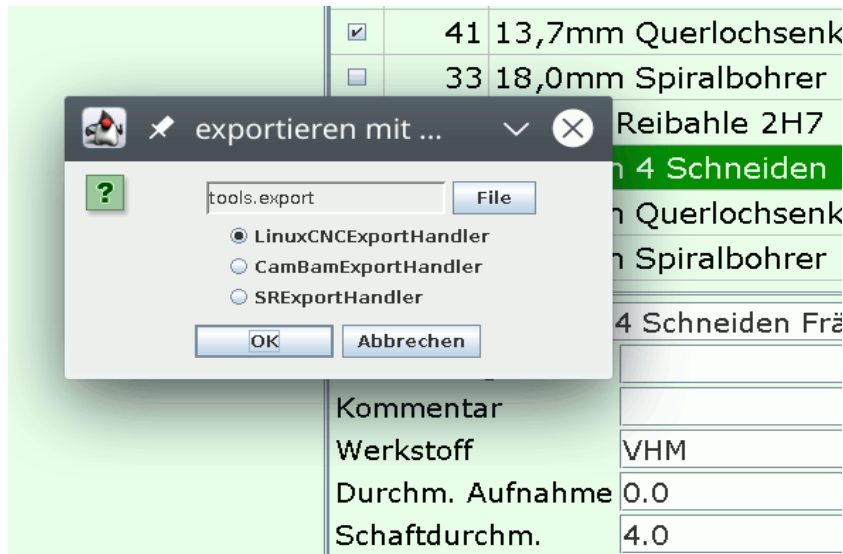 41 13,7mm Querlochsenk
33 18,0mm Spiralbohrer
exportieren mit ...
Reibahle 2H7
4 Schneiden
Querlochsenk
Spiralbohrer
?
tools.export File
LinuxCNCExportHandler
CamBamExportHandler
SRExportHandler
OK Abbrechen
4 Schneiden Frä
Kommentar
Werkstoff VHM
Durchm. Aufnahme 0.0
Schaftdurchm. 4.0